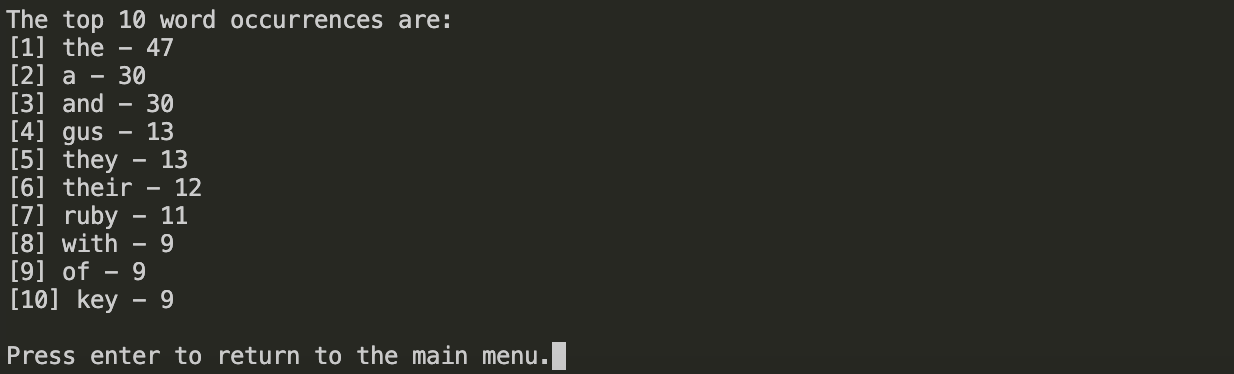 The top 10 word occurrences are:
[1] the – 47
[2] a – 30
[3] and – 30
[4] gus – 13
[5] they – 13
[6] their – 12
[7] ruby – 11
[8] with – 9
[9] of – 9
[10] key – 9
Press enter to return to the main menu.